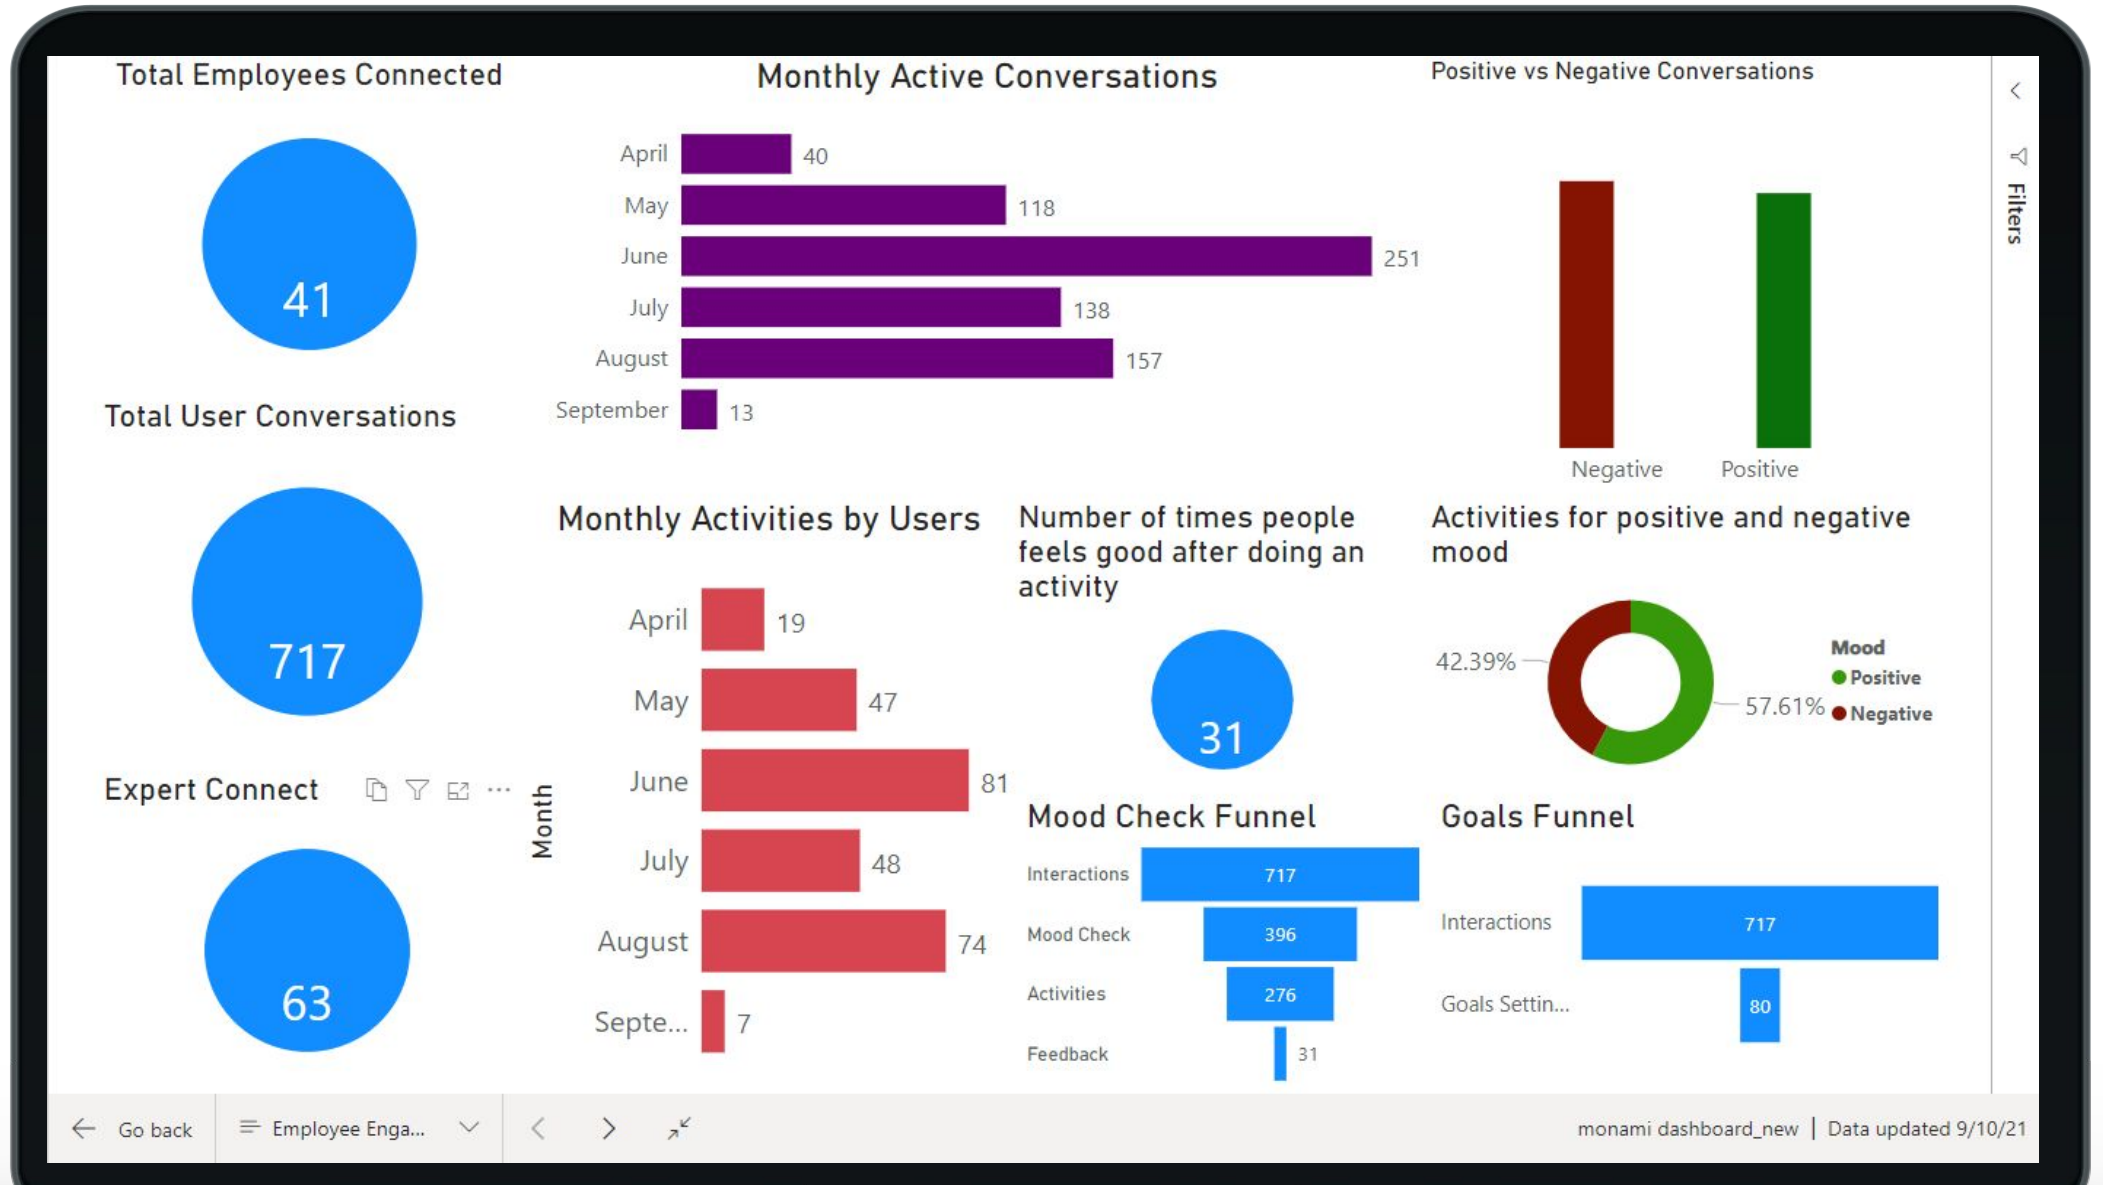 Total Employees Connected
41
Total User Conversations
717
Expert Connect
63
Monthly Active Conversations
April 40
May 118
June 251
July 138
August 157
September 13
Positive vs Negative Conversations
Negative Positive
Filters
Monthly Activities by Users
Month
April 19
May 47
June 81
July 48
August 74
Septe... 7
Number of times people
feels good after doing an
activity
31
Activities for positive and negative
mood
42.39%
57.61%
Mood
Positive
Negative
Mood Check Funnel
Interactions 717
Mood Check 396
Activities 276
Feedback 31
Goals Funnel
Interactions 717
Goals Settin... 80
Go back
Employee Enga...
monami dashboard_new | Data updated 9/10/21